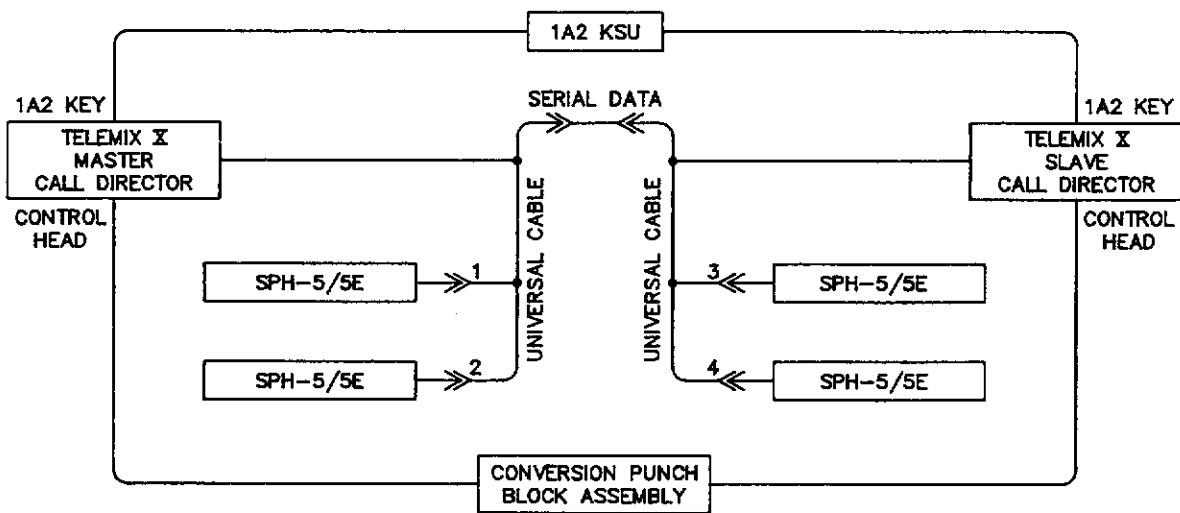 1A2 KSU
SERIAL DATA
1A2 KEY
TELEMIX X
MASTER
CALL DIRECTOR
CONTROL
HEAD
1A2 KEY
TELEMIX X
SLAVE
CALL DIRECTOR
CONTROL
HEAD
UNIVERSAL CABLE
UNIVERSAL CABLE
SPH-5/5E
1
3
SPH-5/5E
SPH-5/5E
2
4
SPH-5/5E
CONVERSION PUNCH
BLOCK ASSEMBLY